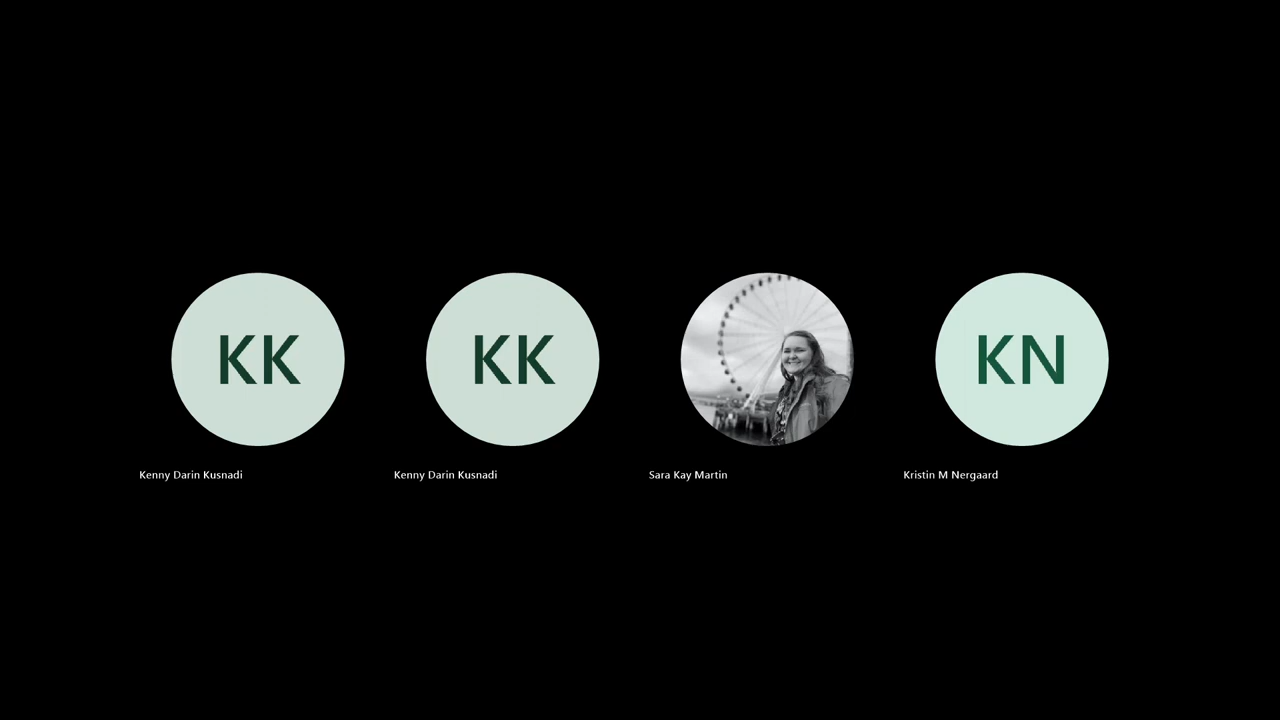 KK
KK
KN
Kenny Darin Kusnadi
Kenny Darin Kusnadi
Sara Kay Martin
Kristin M Nergaard